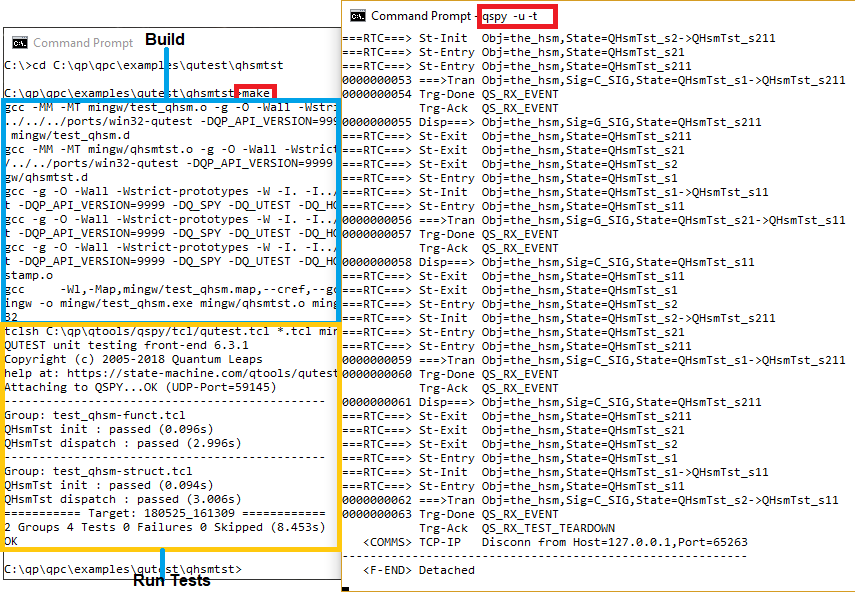 Command Prompt
Build
C:\>cd C:\qp\qpc\examples\qutest\qhsmtst
C:\qp\qpc\examples\qutest\qhsmtst>make
gcc -MM -MT mingw/test_qhsm.o -g -O -Wall -Wstri
../../../ports/win32-qutest -DQP_API_VERSION=999
mingw/test_qhsm.d
gcc -MM -MT mingw/qhsmtst.o -g -O -Wall -Wstrict
/../../ports/win32-qutest -DQP_API_VERSION=9999
gw/qhsmtst.d
gcc -g -O -Wall -Wstrict-prototypes -W -I. -I../
t -DQP_API_VERSION=9999 -DQ_SPY -DQ_UTEST -DQ_HO
gcc -g -O -Wall -Wstrict-prototypes -W -I. -I../
t -DQP_API_VERSION=9999 -DQ_SPY -DQ_UTEST -DQ_HO
gcc -g -O -Wall -Wstrict-prototypes -W -I. -I../
t -DQP_API_VERSION=9999 -DQ_SPY -DQ_UTEST -DQ_HO
stamp.o
gcc -Wl,-Map,mingw/test_qhsm.map,--cref,--gc
ingw -o mingw/test_qhsm.exe mingw/qhsmtst.o ming
32
tclsh C:\qp\qtools/qspy/tcl/qutest.tcl *.tcl min
QUTEST unit testing front-end 6.3.1
Copyright (c) 2005-2018 Quantum Leaps
help at: https://state-machine.com/qtools/qutest
Attaching to QSPY...OK (UDP-Port=59145)
----------------------------------------------
Group: test_qhsm-funct.tcl
QHsmTst init : passed (0.096s)
QHsmTst dispatch : passed (2.996s)
----------------------------------------------
Group: test_qhsm-struct.tcl
QHsmTst init : passed (0.094s)
QHsmTst dispatch : passed (3.006s)
=========== Target: 180525_161309 ============
2 Groups 4 Tests 0 Failures 0 Skipped (8.453s)
OK
C:\qp\qpc\examples\qutest\qhsmtst>
Run Tests
Command Prompt - qspy -u -t
===RTC===> St-Init Obj=the_hsm,State=QHsmTst_s2->QHsmTst_s211
===RTC===> St-Entry Obj=the_hsm,State=QHsmTst_s21
===RTC===> St-Entry Obj=the_hsm,State=QHsmTst_s211
0000000053 ===>Tran Obj=the_hsm,Sig=C_SIG,State=QHsmTst_s1->QHsmTst_s211
0000000054 Trg-Done QS_RX_EVENT
Trg-Ack QS_RX_EVENT
0000000055 Disp===> Obj=the_hsm,Sig=G_SIG,State=QHsmTst_s211
===RTC===> St-Exit Obj=the_hsm,State=QHsmTst_s211
===RTC===> St-Exit Obj=the_hsm,State=QHsmTst_s21
===RTC===> St-Exit Obj=the_hsm,State=QHsmTst_s2
===RTC===> St-Entry Obj=the_hsm,State=QHsmTst_s1
===RTC===> St-Init Obj=the_hsm,State=QHsmTst_s1->QHsmTst_s11
===RTC===> St-Entry Obj=the_hsm,State=QHsmTst_s11
0000000056 ===>Tran Obj=the_hsm,Sig=G_SIG,State=QHsmTst_s21->QHsmTst_s11
0000000057 Trg-Done QS_RX_EVENT
Trg-Ack QS_RX_EVENT
0000000058 Disp===> Obj=the_hsm,Sig=C_SIG,State=QHsmTst_s11
===RTC===> St-Exit Obj=the_hsm,State=QHsmTst_s11
===RTC===> St-Exit Obj=the_hsm,State=QHsmTst_s1
===RTC===> St-Entry Obj=the_hsm,State=QHsmTst_s2
===RTC===> St-Init Obj=the_hsm,State=QHsmTst_s2->QHsmTst_s211
===RTC===> St-Entry Obj=the_hsm,State=QHsmTst_s21
===RTC===> St-Entry Obj=the_hsm,State=QHsmTst_s211
0000000059 ===>Tran Obj=the_hsm,Sig=C_SIG,State=QHsmTst_s1->QHsmTst_s211
0000000060 Trg-Done QS_RX_EVENT
Trg-Ack QS_RX_EVENT
0000000061 Disp===> Obj=the_hsm,Sig=C_SIG,State=QHsmTst_s211
===RTC===> St-Exit Obj=the_hsm,State=QHsmTst_s211
===RTC===> St-Exit Obj=the_hsm,State=QHsmTst_s21
===RTC===> St-Exit Obj=the_hsm,State=QHsmTst_s2
===RTC===> St-Entry Obj=the_hsm,State=QHsmTst_s1
===RTC===> St-Init Obj=the_hsm,State=QHsmTst_s1->QHsmTst_s11
===RTC===> St-Entry Obj=the_hsm,State=QHsmTst_s11
0000000062 ===>Tran Obj=the_hsm,Sig=C_SIG,State=QHsmTst_s2->QHsmTst_s11
0000000063 Trg-Done QS_RX_EVENT
Trg-Ack QS_RX_TEST_TEARDOWN
<COMMS> TCP-IP Disconn from Host=127.0.0.1,Port=65263
----------------------------------------------------------
<F-END> Detached